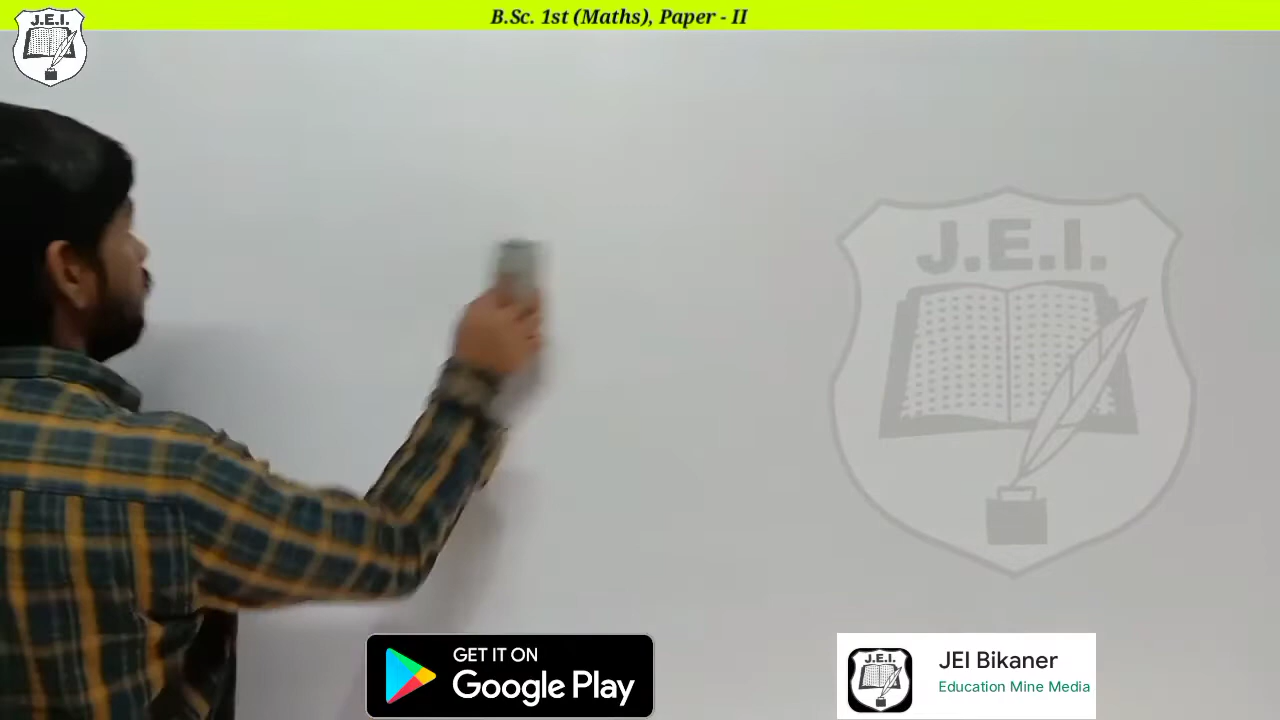 B.Sc. 1st (Maths), Paper - II
J.E.I.
J.E.I.
GET IT ON
Google Play
J.E.I.
JEI Bikaner
Education Mine Media